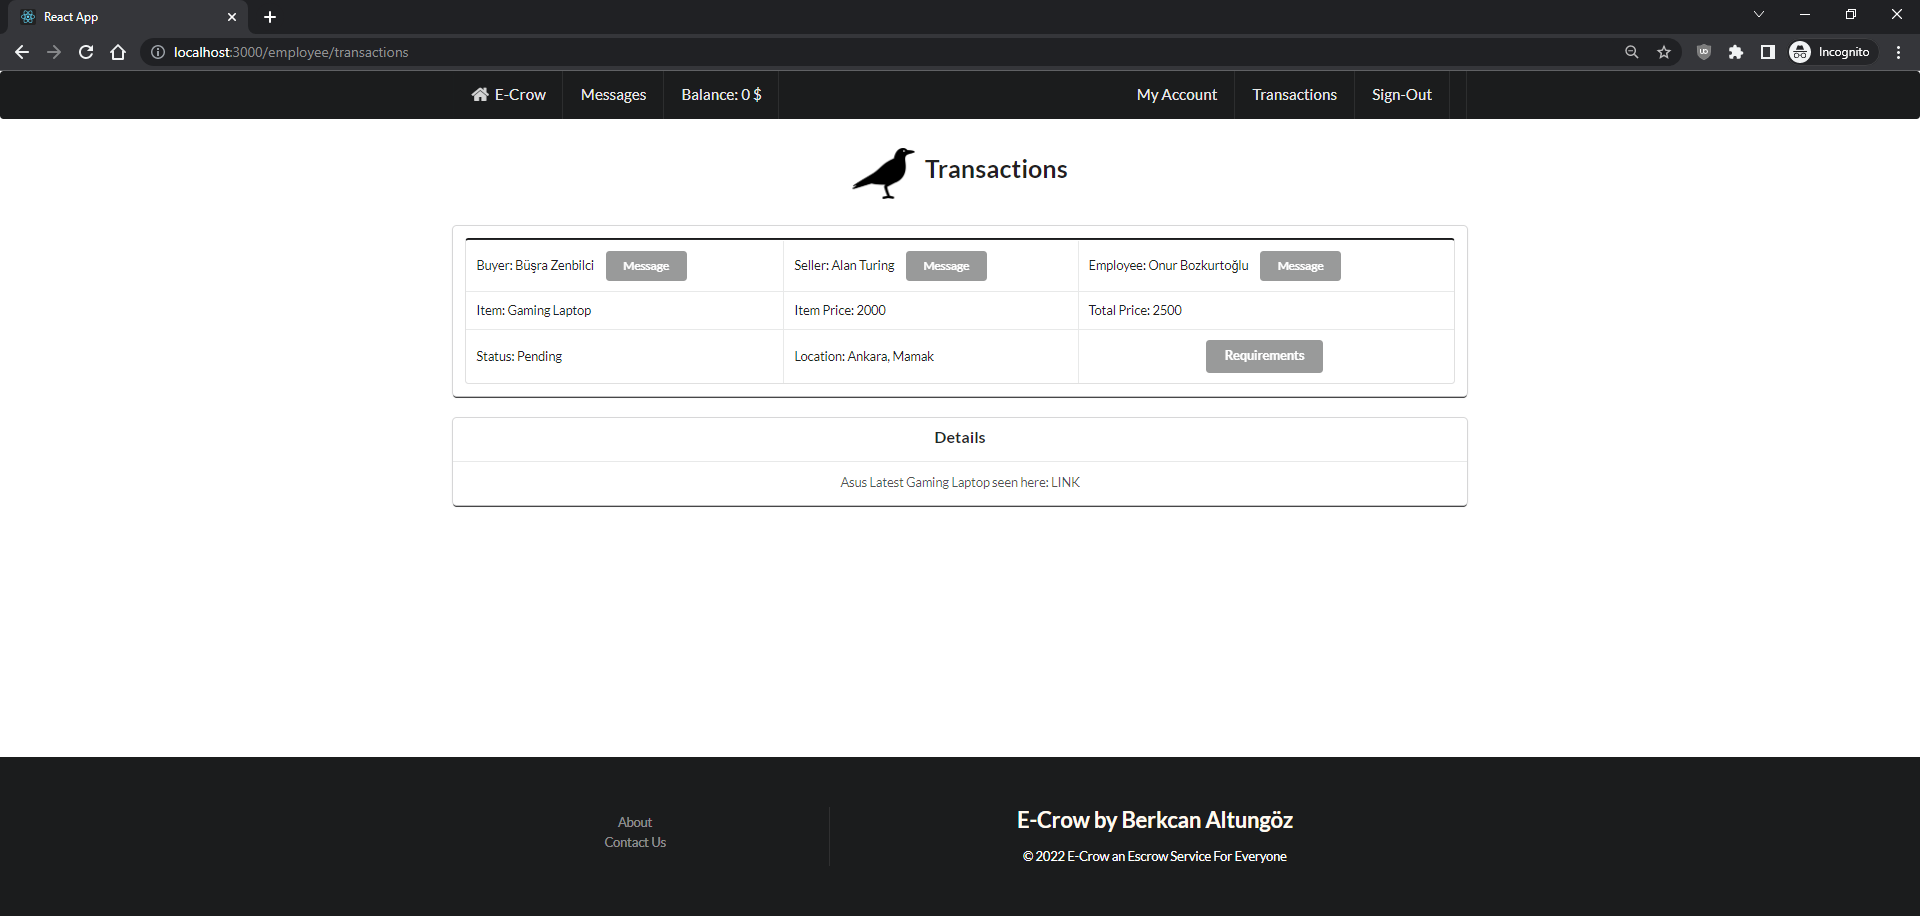 React App
localhost:3000/employee/transactions
Incognito
E-Crow Messages Balance: 0 $ My Account Transactions Sign-Out
Transactions
Buyer: Büşra Zenbilci Message Seller: Alan Turing Message Employee: Onur Bozkurtoğlu Message
Item: Gaming Laptop Item Price: 2000 Total Price: 2500
Status: Pending Location: Ankara, Mamak Requirements
Details
Asus Latest Gaming Laptop seen here: LINK
About
Contact Us
E-Crow by Berkcan Altungöz
© 2022 E-Crow an Escrow Service For Everyone